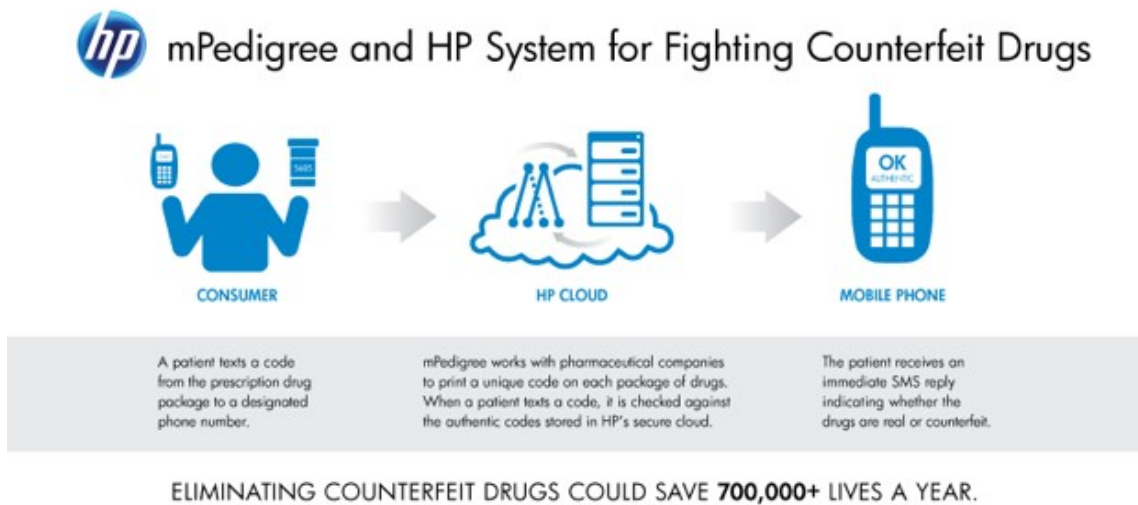 hp mPedigree and HP System for Fighting Counterfeit Drugs
OK
AUTHENTIC
CONSUMER
HP CLOUD
MOBILE PHONE
A patient texts a code
from the prescription drug
package to a designated
phone number.
mPedigree works with pharmaceutical companies
to print a unique code on each package of drugs.
When a patient texts a code, it is checked against
the authentic codes stored in HP's secure cloud.
The patient receives an
immediate SMS reply
indicating whether the
drugs are real or counterfeit.
ELIMINATING COUNTERFEIT DRUGS COULD SAVE 700,000+ LIVES A YEAR.